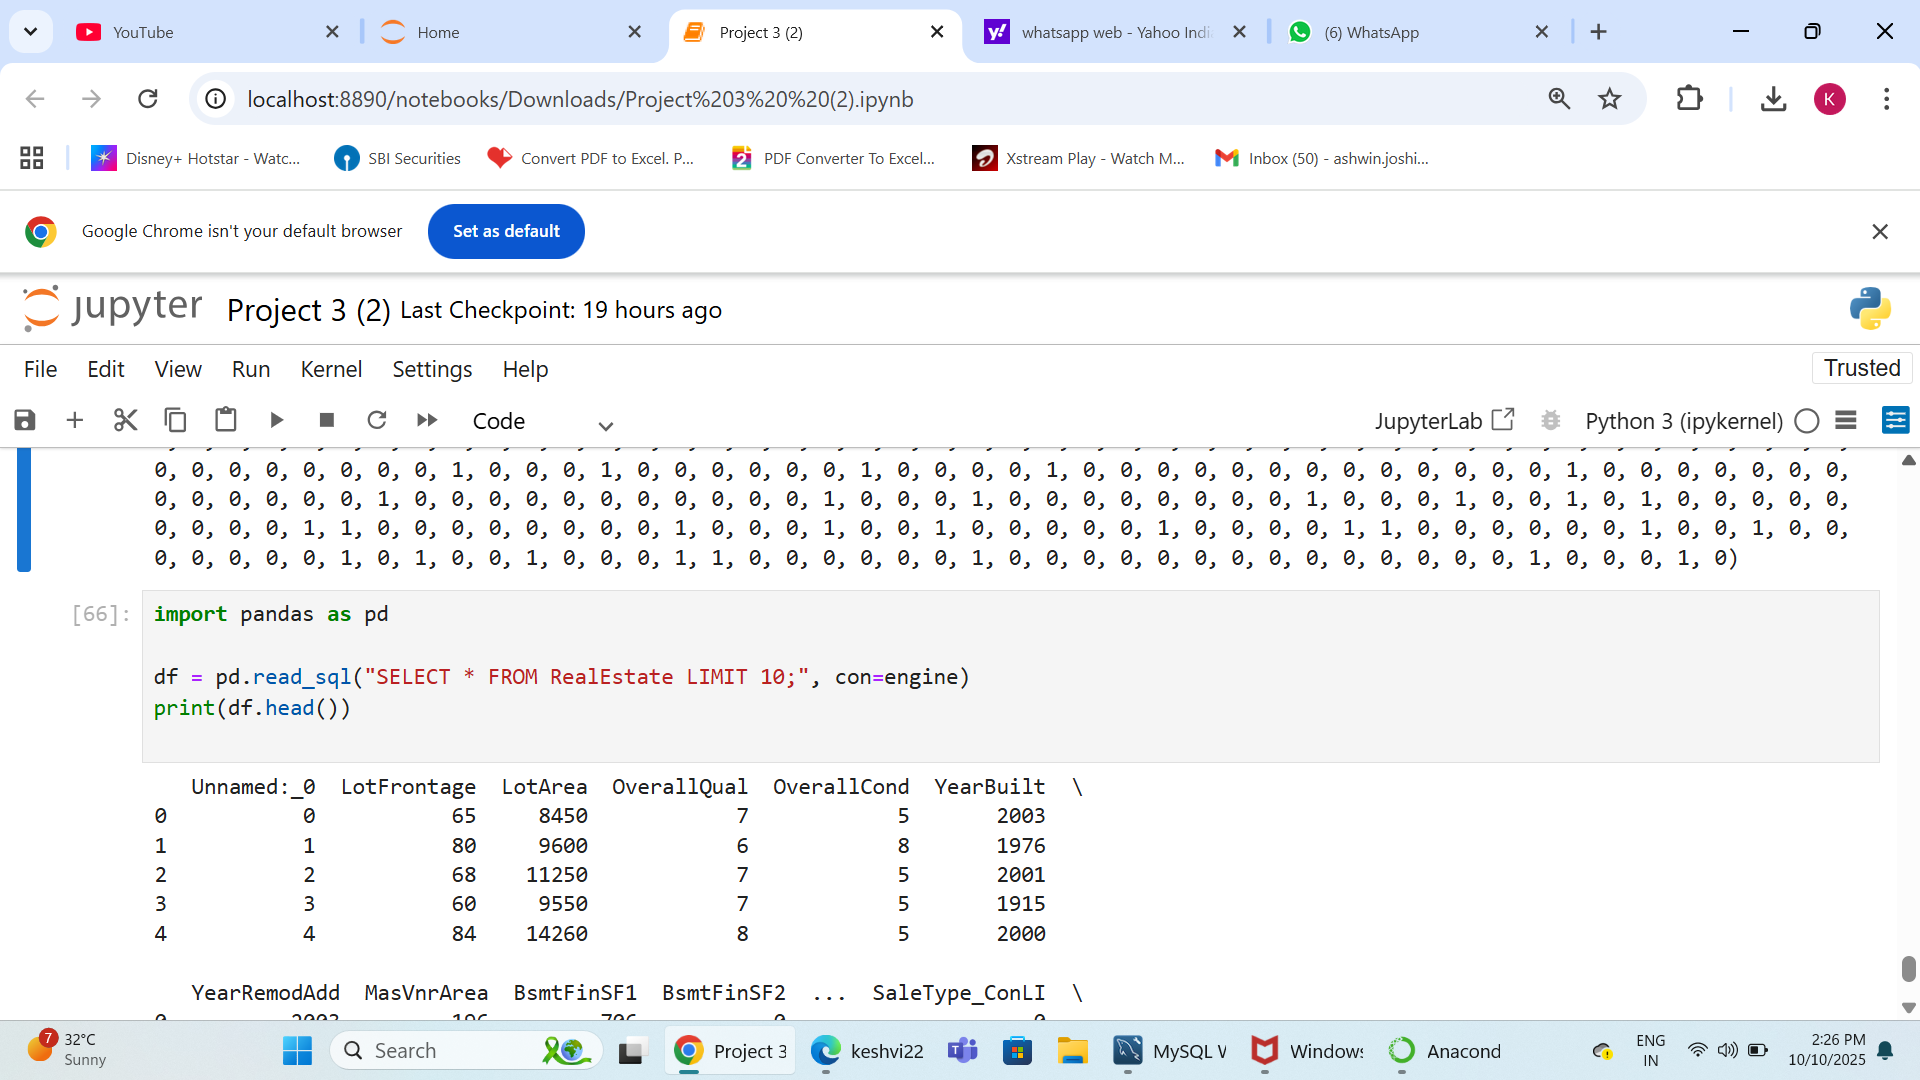 YouTube
Home
Project 3 (2)
whatsapp web - Yahoo Indi
(6) WhatsApp
localhost:8890/notebooks/Downloads/Project%203%20%20(2).ipynb
K
Disney+ Hotstar - Watc...
SBI Securities
Convert PDF to Excel. P...
PDF Converter To Excel...
Xstream Play - Watch M...
Inbox (50) - ashwin.joshi...
Google Chrome isn't your default browser
Set as default
jupyter Project 3 (2) Last Checkpoint: 19 hours ago
File Edit View Run Kernel Settings Help
Trusted
Code
JupyterLab
Python 3 (ipykernel)
0, 0, 0, 0, 0, 0, 0, 0, 1, 0, 0, 0, 1, 0, 0, 0, 0, 0, 0, 1, 0, 0, 0, 0, 1, 0, 0, 0, 0, 0, 0, 0, 0, 0, 0, 0, 0, 0, 1, 0, 0, 0, 0, 0, 0, 0,
0, 0, 0, 0, 0, 0, 1, 0, 0, 0, 0, 0, 0, 0, 0, 0, 0, 0, 1, 0, 0, 0, 1, 0, 0, 0, 0, 0, 0, 0, 0, 1, 0, 0, 0, 1, 0, 0, 1, 0, 1, 0, 0, 0, 0, 0,
0, 0, 0, 0, 1, 1, 0, 0, 0, 0, 0, 0, 0, 0, 1, 0, 0, 0, 1, 0, 0, 1, 0, 0, 0, 0, 0, 1, 0, 0, 0, 0, 1, 1, 0, 0, 0, 0, 0, 0, 1, 0, 0, 1, 0, 0,
0, 0, 0, 0, 0, 1, 0, 1, 0, 0, 1, 0, 0, 0, 1, 1, 0, 0, 0, 0, 0, 0, 1, 0, 0, 0, 0, 0, 0, 0, 0, 0, 0, 0, 0, 0, 0, 1, 0, 0, 0, 1, 0)
[66]:
import pandas as pd
df = pd.read_sql("SELECT * FROM RealEstate LIMIT 10;", con=engine)
print(df.head())
Unnamed:_0 LotFrontage LotArea OverallQual OverallCond YearBuilt \
0 0 65 8450 7 5 2003
1 1 80 9600 6 8 1976
2 2 68 11250 7 5 2001
3 3 60 9550 7 5 1915
4 4 84 14260 8 5 2000
YearRemodAdd MasVnrArea BsmtFinSF1 BsmtFinSF2 ... SaleType_ConLI \
0 2003 196 706 0 0
7
32°C
Sunny
Search
Project 3
keshvi22
MySQL W
Window
Anacond
ENG
IN
2:26 PM
10/10/2025